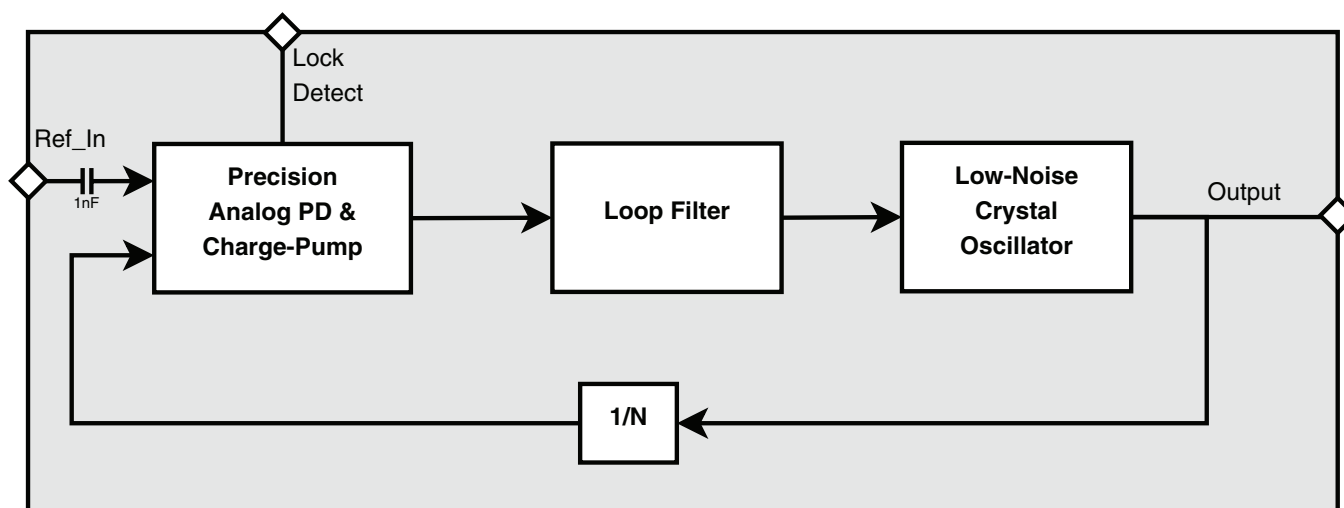 Lock
Detect
Ref_In
1nF
Precision
Analog PD &
Charge-Pump
Loop Filter
Low-Noise
Crystal
Oscillator
Output
1/N